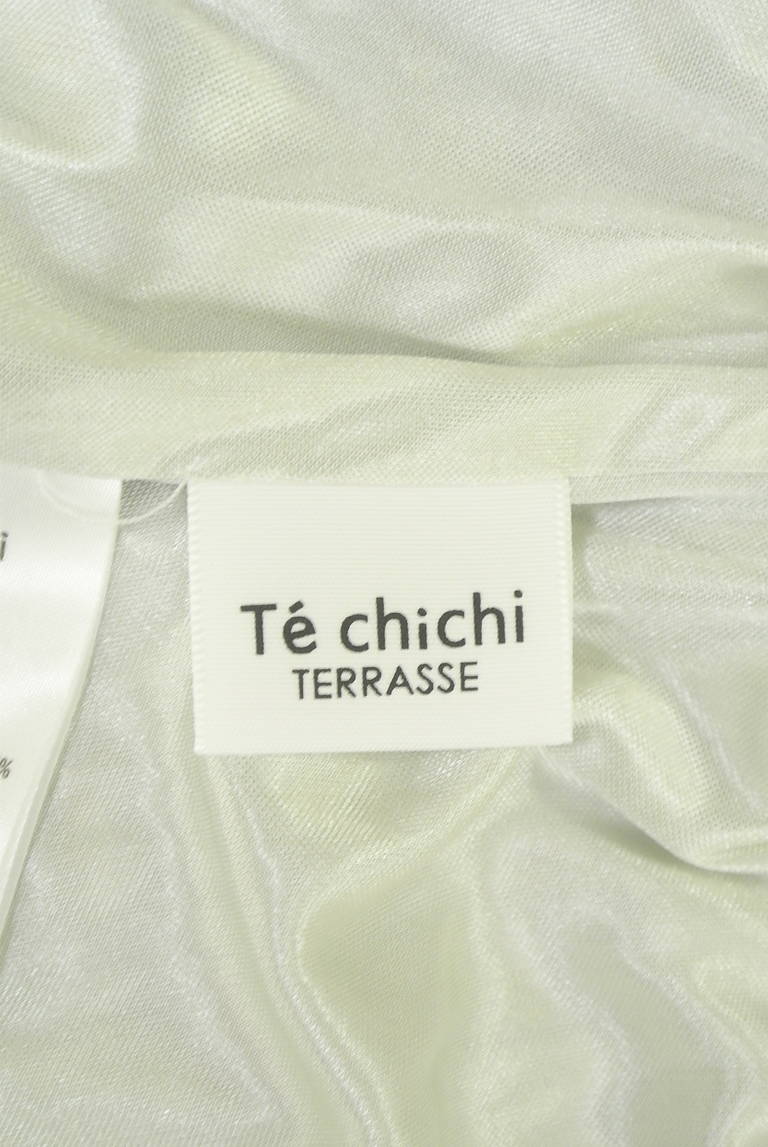 Té chichi
TERRASSE
i
%